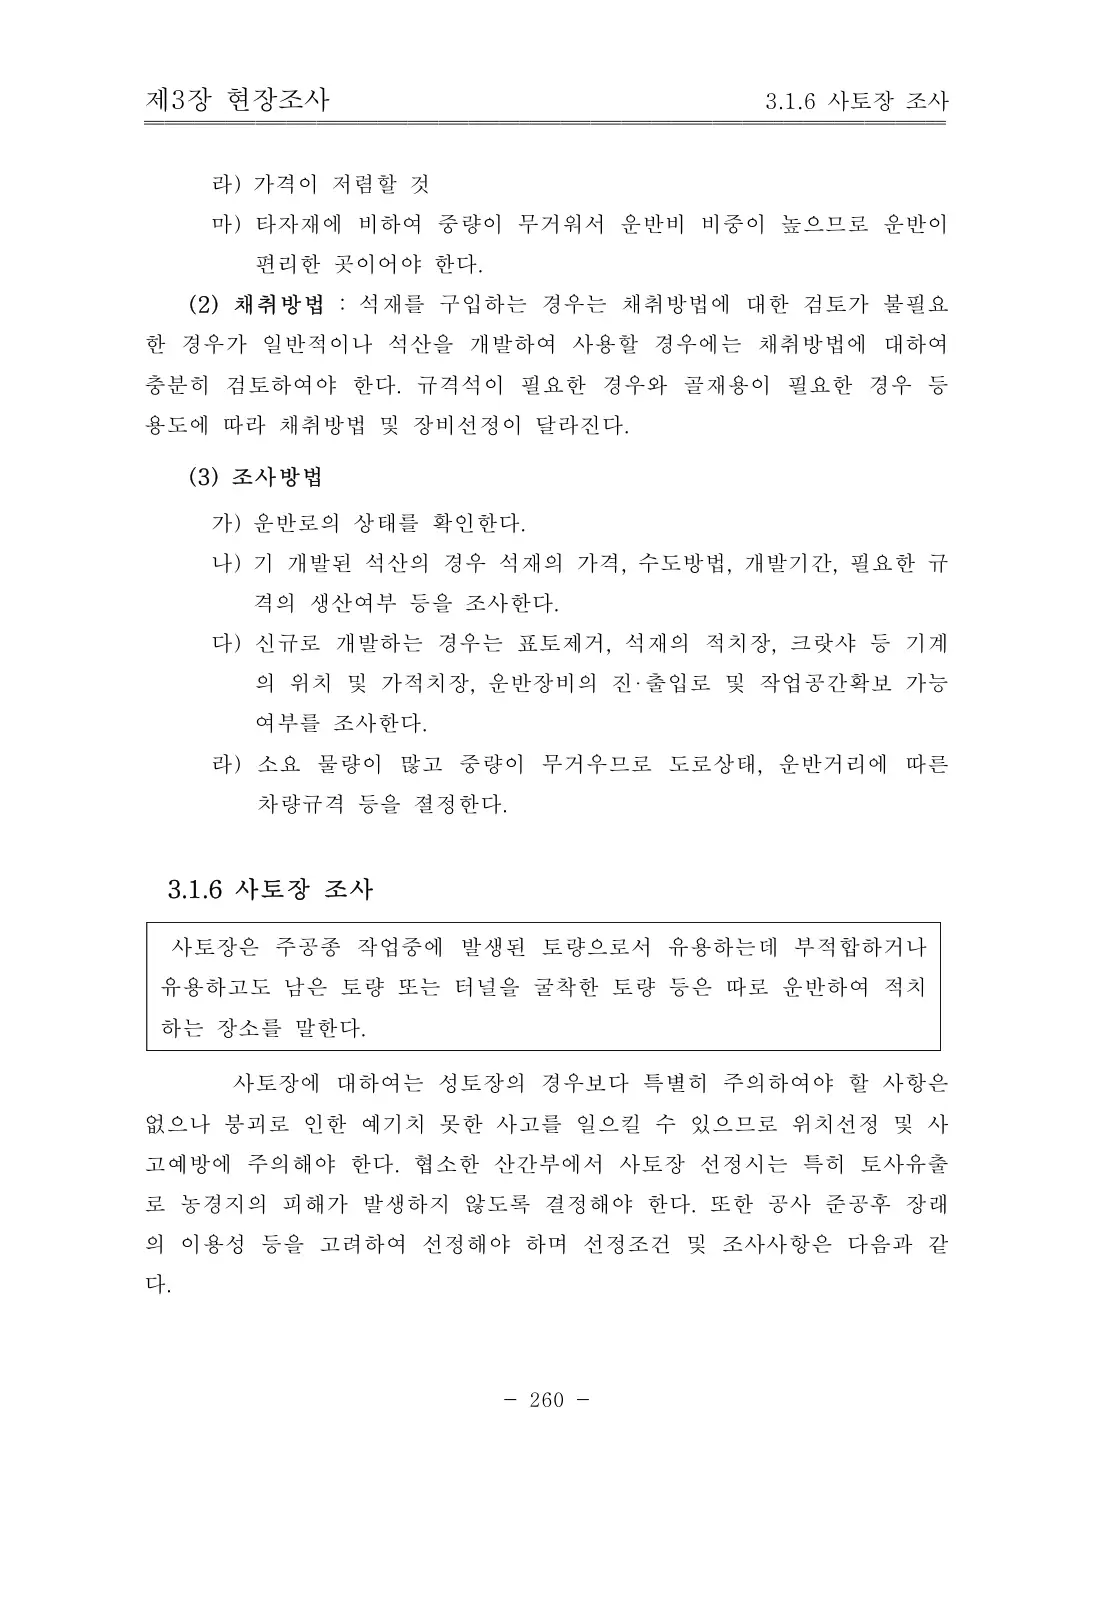 제3장 현장조사 3.1.6 사토장 조사
라) 가격이 저렴할 것
마) 타자재에 비하여 중량이 무거워서 운반비 비중이 높으므로 운반이
편리한 곳이어야 한다.
(2) 채취방법 : 석재를 구입하는 경우는 채취방법에 대한 검토가 불필요
한 경우가 일반적이나 석산을 개발하여 사용할 경우에는 채취방법에 대하여
충분히 검토하여야 한다. 규격석이 필요한 경우와 골재용이 필요한 경우 등
용도에 따라 채취방법 및 장비선정이 달라진다.
(3) 조사방법
가) 운반로의 상태를 확인한다.
나) 기 개발된 석산의 경우 석재의 가격, 수도방법, 개발기간, 필요한 규
격의 생산여부 등을 조사한다.
다) 신규로 개발하는 경우는 표토제거, 석재의 적치장, 크랏샤 등 기계
의 위치 및 가적치장, 운반장비의 진·출입로 및 작업공간확보 가능
여부를 조사한다.
라) 소요 물량이 많고 중량이 무거우므로 도로상태, 운반거리에 따른
차량규격 등을 졀정한다.
3.1.6 사토장 조사
사토장은 주공종 작업중에 발생된 토량으로서 유용하는데 부적합하거나
유용하고도 남은 토량 또는 터널을 굴착한 토량 등은 따로 운반하여 적치
하는 장소를 말한다.
사토장에 대하여는 성토장의 경우보다 특별히 주의하여야 할 사항은
없으나 붕괴로 인한 예기치 못한 사고를 일으킬 수 있으므로 위치선정 및 사
고예방에 주의해야 한다. 협소한 산간부에서 사토장 선정시는 특히 토사유출
로 농경지의 피해가 발생하지 않도록 결정해야 한다. 또한 공사 준공후 장래
의 이용성 등을 고려하여 선정해야 하며 선정조건 및 조사사항은 다음과 같
다.
- 260 -